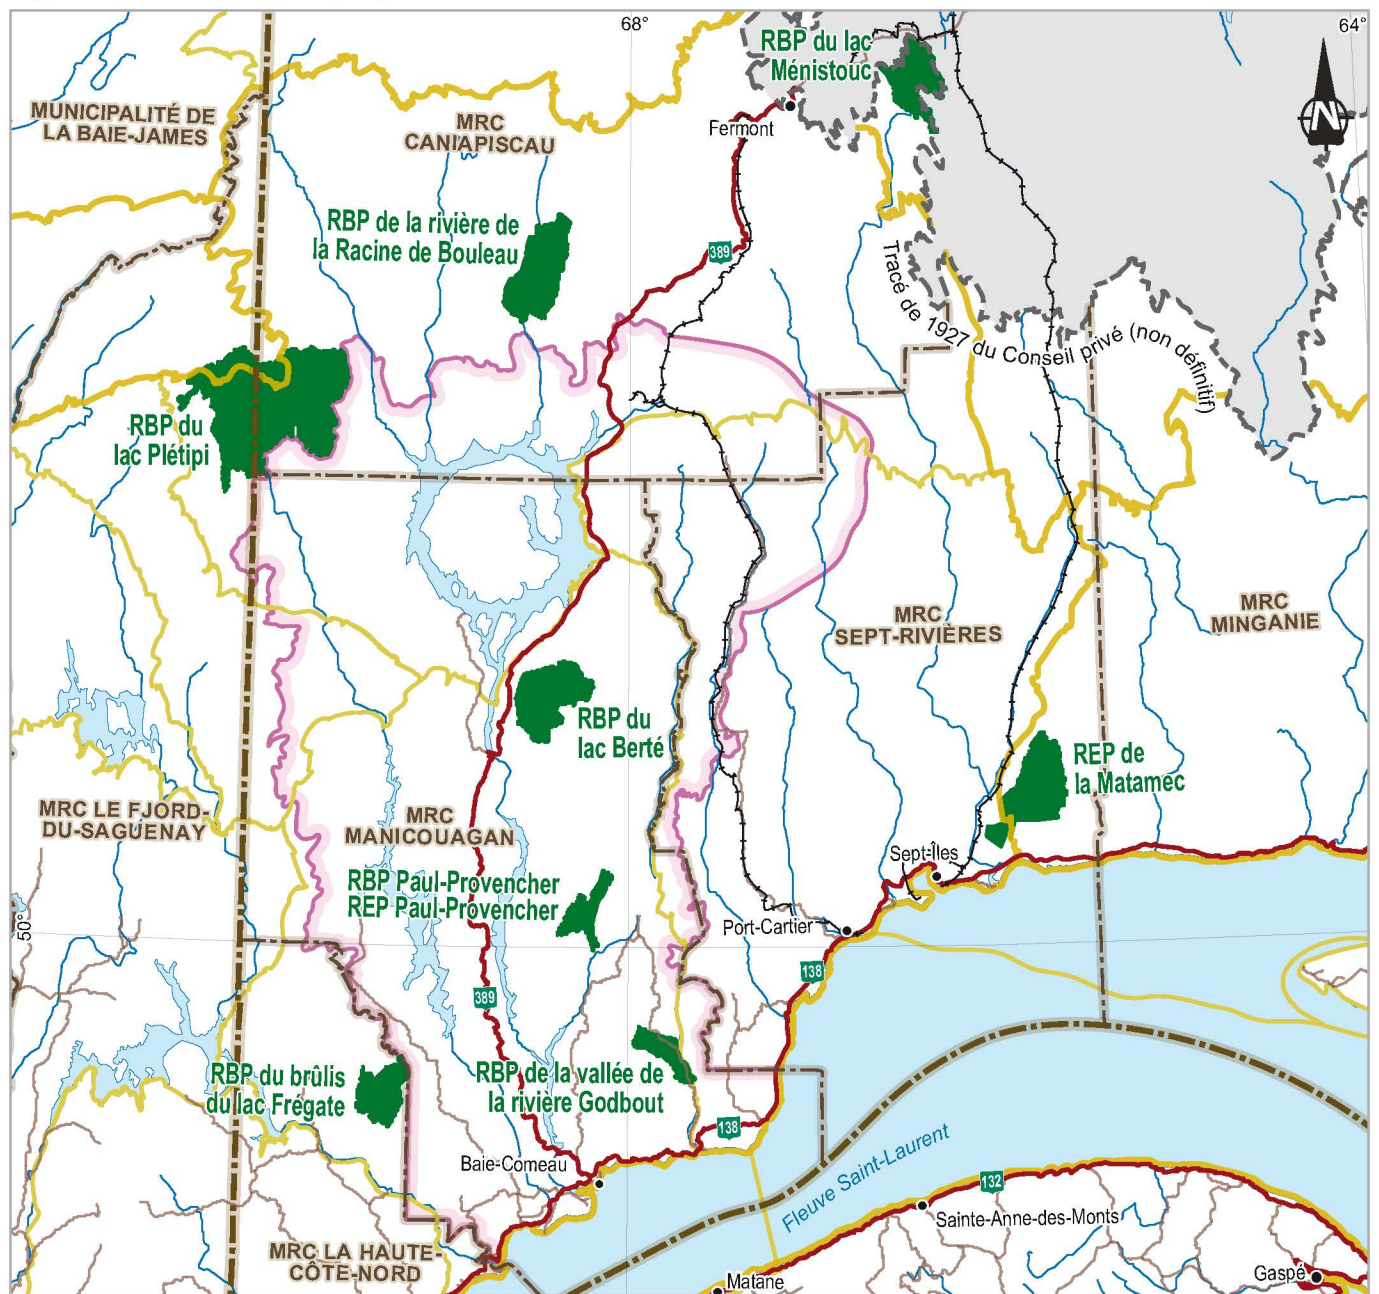 68°
64°
RBP du lac
Ménistouc
MUNICIPALITÉ DE
LA BAIE-JAMES
MRC
CANIAPISCAU
Fermont
N
RBP de la rivière de
la Racine de Bouleau
389
Tracé de 1927 du Conseil privé (non définitif)
RBP du
lac Plétipi
MRC
SEPT-RIVIÈRES
MRC
MINGANIE
RBP du
lac Berté
REP de
la Matamec
MRC LE FJORD-
DU-SAGUENAY
MRC
MANICOUAGAN
Sept-Îles
RBP Paul-Provencher
REP Paul-Provencher
50°
Port-Cartier
138
389
RBP du brûlis
du lac Frégate
RBP de la vallée de
la rivière Godbout
138
Baie-Comeau
Fleuve Saint-Laurent
132
Sainte-Anne-des-Monts
MRC LA HAUTE-
CÔTE-NORD
Matane
Gaspé